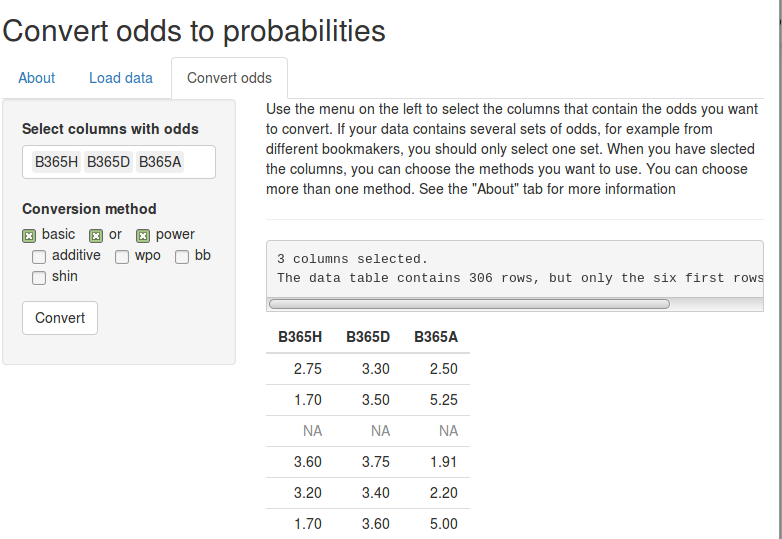 Convert odds to probabilities
About Load data Convert odds
Select columns with odds
B365H B365D B365A
Conversion method
basic or power
additive wpo bb
shin
Convert
Use the menu on the left to select the columns that contain the odds you want
to convert. If your data contains several sets of odds, for example from
different bookmakers, you should only select one set. When you have slected
the columns, you can choose the methods you want to use. You can choose
more than one method. See the "About" tab for more information
3 columns selected.
The data table contains 306 rows, but only the six first rows
B365H B365D B365A
2.75 3.30 2.50
1.70 3.50 5.25
NA NA NA
3.60 3.75 1.91
3.20 3.40 2.20
1.70 3.60 5.00